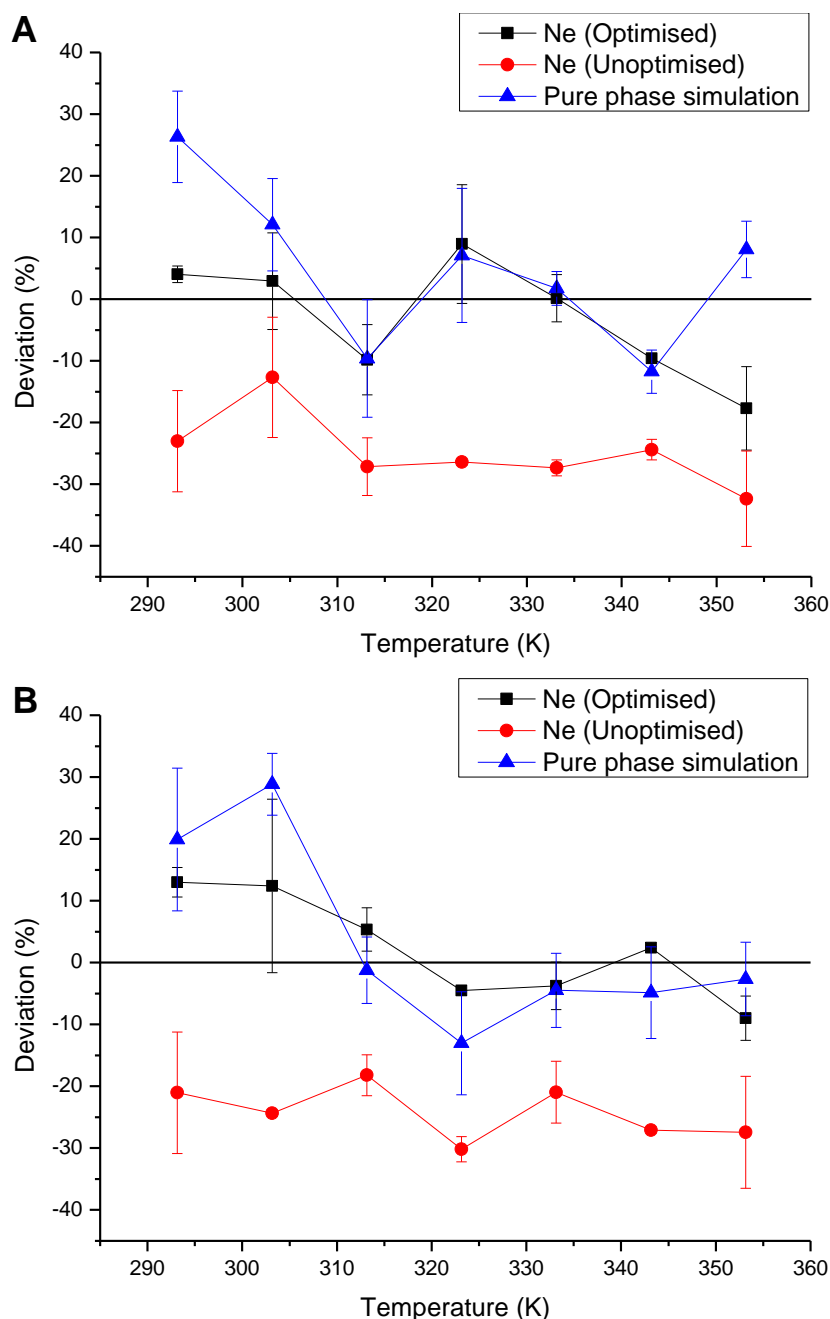 A
Ne (Optimised)
Ne (Unoptimised)
Pure phase simulation
40
30
20
10
0
-10
-20
-30
-40
Deviation (%)
290 300 310 320 330 340 350 360
Temperature (K)
B
Ne (Optimised)
Ne (Unoptimised)
Pure phase simulation
40
30
20
10
0
-10
-20
-30
-40
Deviation (%)
290 300 310 320 330 340 350 360
Temperature (K)